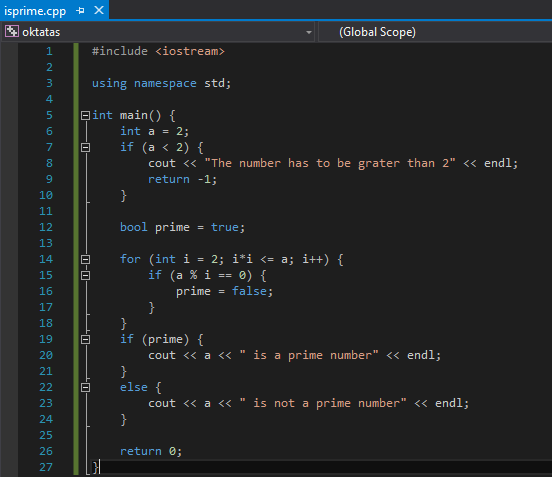 isprime.cpp
oktatas (Global Scope)
1 #include <iostream>
2
3 using namespace std;
4
5 int main() {
6 int a = 2;
7 if (a < 2) {
8 cout << "The number has to be grater than 2" << endl;
9 return -1;
10 }
11
12 bool prime = true;
13
14 for (int i = 2; i*i <= a; i++) {
15 if (a % i == 0) {
16 prime = false;
17 }
18 }
19 if (prime) {
20 cout << a << " is a prime number" << endl;
21 }
22 else {
23 cout << a << " is not a prime number" << endl;
24 }
25
26 return 0;
27 }